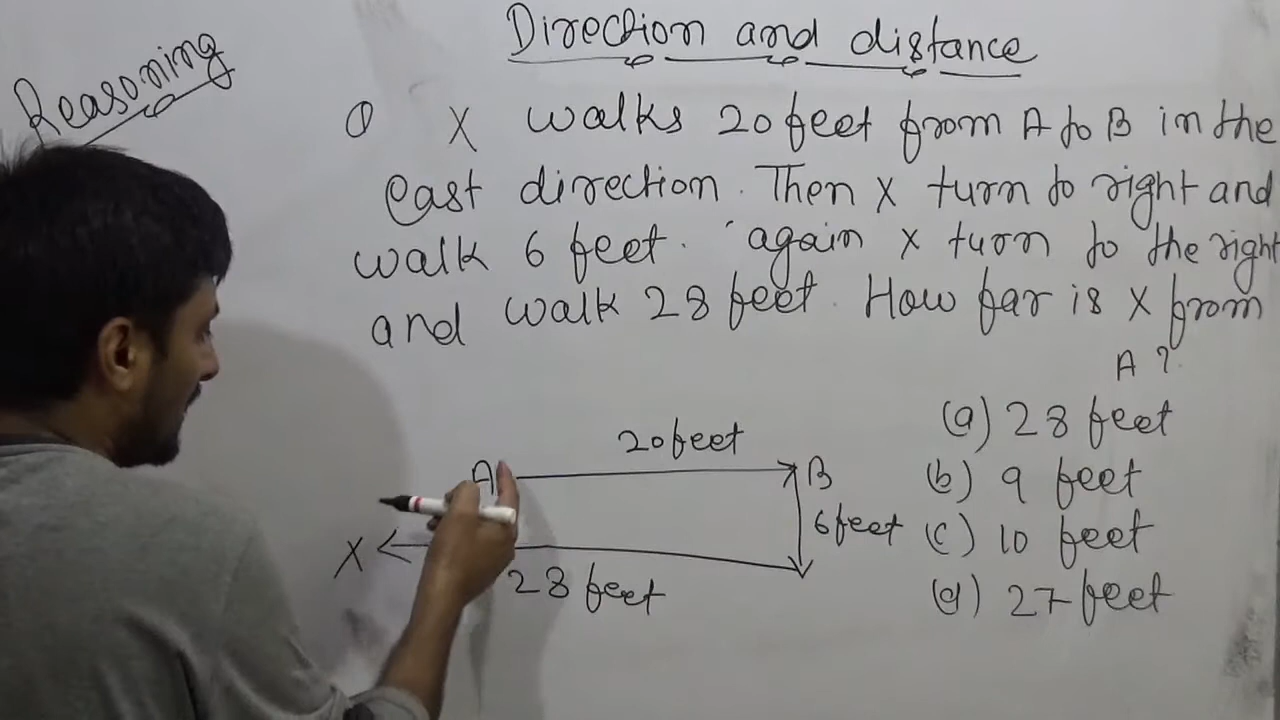 Direction and distance
Reasoning
X walks 20 feet from A to B in the
east direction. Then X turn to right and
walk 6 feet. again X turn to the right
and walk 28 feet. How far is X from
A ?
(a) 28 feet
(b) 9 feet
(c) 10 feet
(d) 27 feet
20 feet
A
B
6 feet
X
28 feet